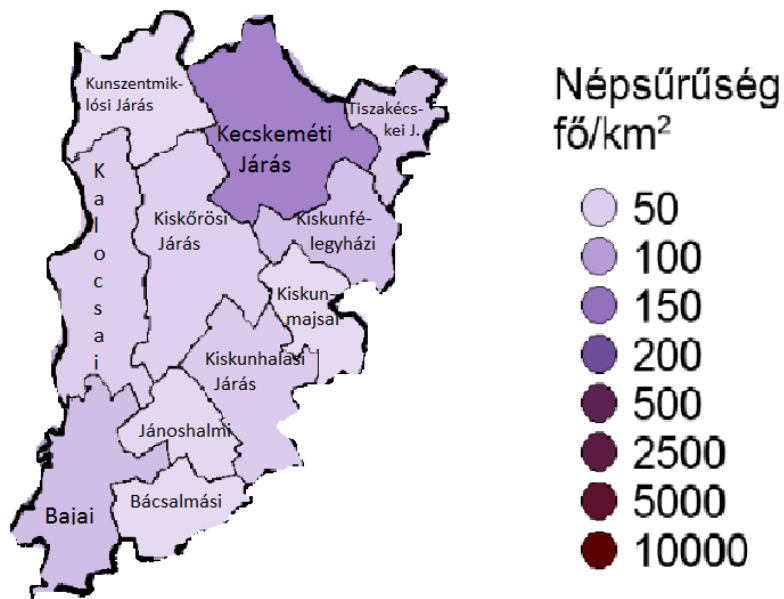 Kunszentmik-
lósi Járás
Kecskeméti
Járás
Tiszakécs-
kei J.
Kalocsai
Kiskőrösi
Járás
Kiskunfé-
legyházi
Kiskun-
majsai
Kiskunhalasi
Járás
Jánoshalmi
Bácsalmási
Bajai
Népsűrűség
fő/km²
50
100
150
200
500
2500
5000
10000